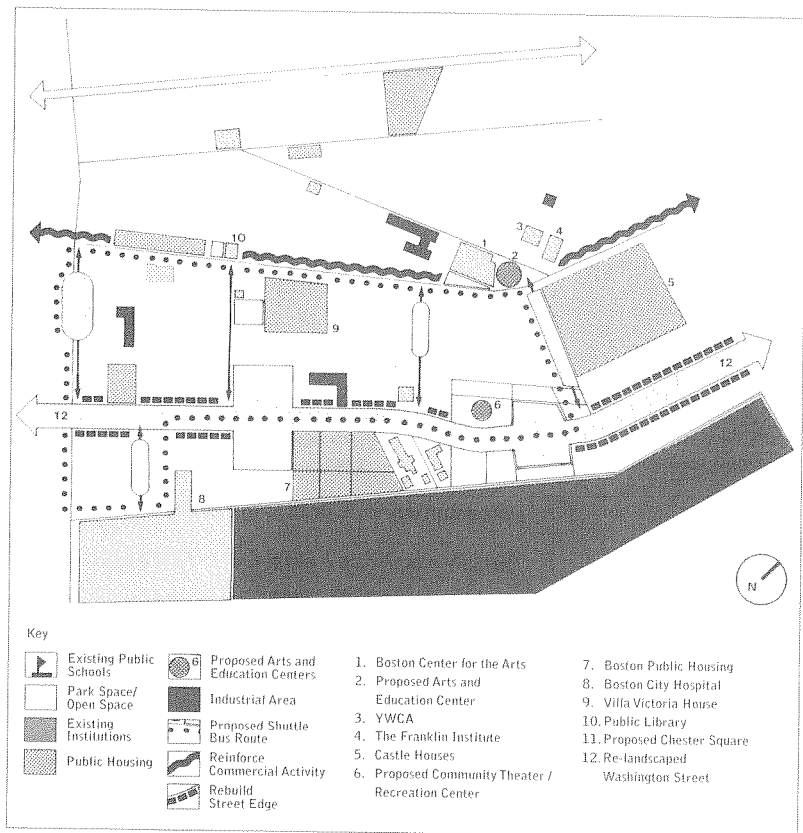 10
1
2
3
4
5
9
6
12
12
7
8
N
Key
Existing Public
Schools
Park Space/
Open Space
Existing
Institutions
Public Housing
6
Proposed Arts and
Education Centers
Industrial Area
Proposed Shuttle
Bus Route
Reinforce
Commercial Activity
Rebuild
Street Edge
1. Boston Center for the Arts
2. Proposed Arts and
Education Center
3. YWCA
4. The Franklin Institute
5. Castle Houses
6. Proposed Community Theater /
Recreation Center
7. Boston Public Housing
8. Boston City Hospital
9. Villa Victoria House
10. Public Library
11. Proposed Chester Square
12. Re-landscaped
Washington Street